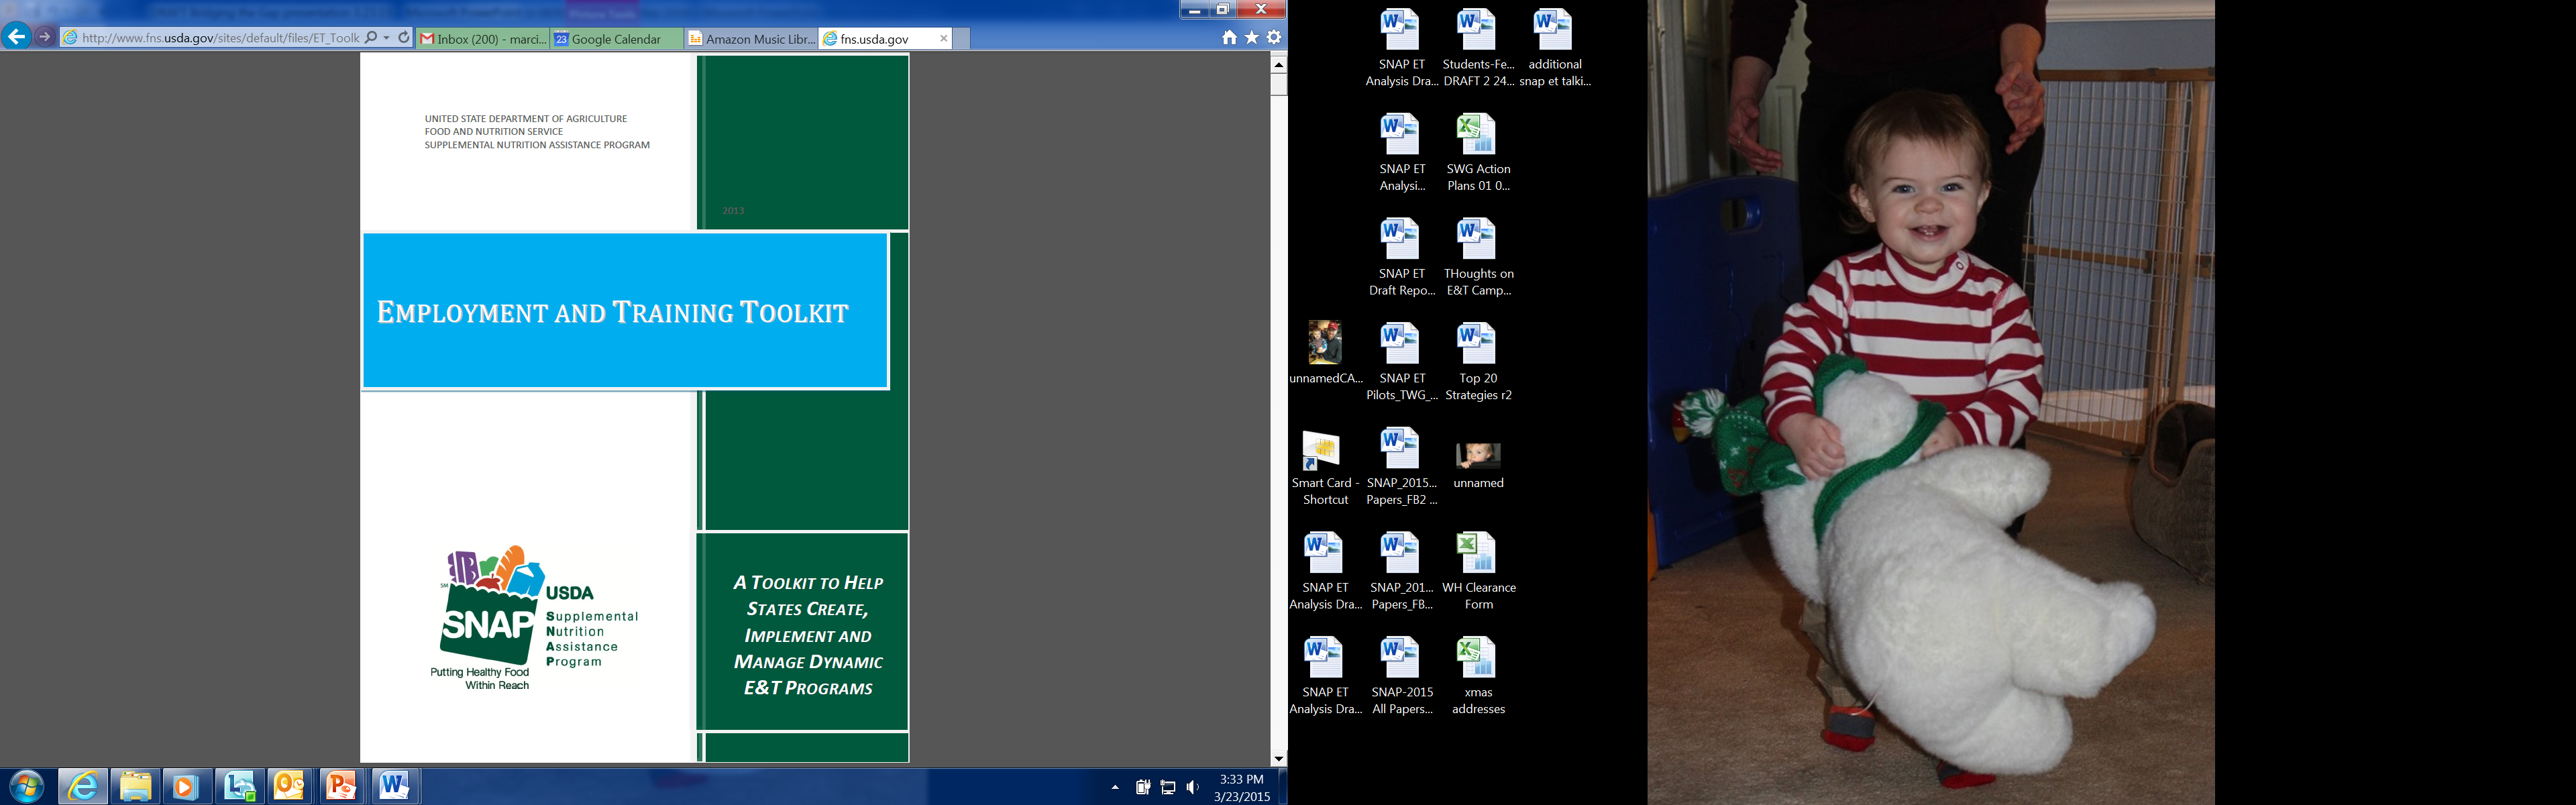 http://www.fns.usda.gov/sites/default/files/ET_Toolk
Inbox (200) - marci...
23 Google Calendar
Amazon Music Libr...
fns.usda.gov
UNITED STATE DEPARTMENT OF AGRICULTURE
FOOD AND NUTRITION SERVICE
SUPPLEMENTAL NUTRITION ASSISTANCE PROGRAM
2013
EMPLOYMENT AND TRAINING TOOLKIT
SM
SNAP
USDA
Supplemental
Nutrition
Assistance
Program
Putting Healthy Food
Within Reach
A TOOLKIT TO HELP
STATES CREATE,
IMPLEMENT AND
MANAGE DYNAMIC
E&T PROGRAMS
3:33 PM
3/23/2015
SNAP ET
Analysis Dra...
Students-Fe...
DRAFT 2 24...
additional
snap et talki...
SNAP ET
Analysi...
SWG Action
Plans 01 0...
SNAP ET
Draft Repo...
THoughts on
E&T Camp...
unnamedCA...
SNAP ET
Pilots_TWG_...
Top 20
Strategies r2
Smart Card -
Shortcut
SNAP_2015...
Papers_FB2 ...
unnamed
SNAP ET
Analysis Dra...
SNAP_201...
Papers_FB...
WH Clearance
Form
SNAP ET
Analysis Dra...
SNAP-2015
All Papers...
xmas
addresses